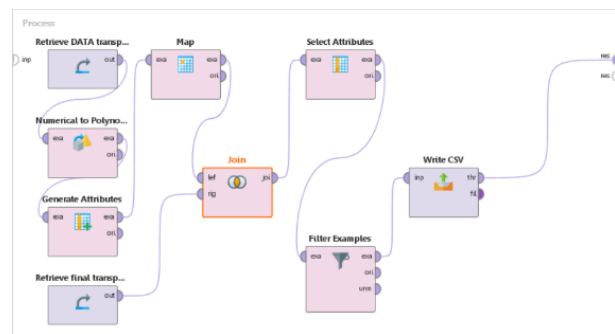 Process
Retrieve DATA transp...
inp
out
Map
exa
exa
ori
Select Attributes
exa
exa
ori
res
res
Numerical to Polyno...
exa
exa
ori
Join
lef
joi
rig
Write CSV
inp
thr
fil
Generate Attributes
exa
exa
ori
Filter Examples
exa
exa
ori
unm
Retrieve final transp...
out